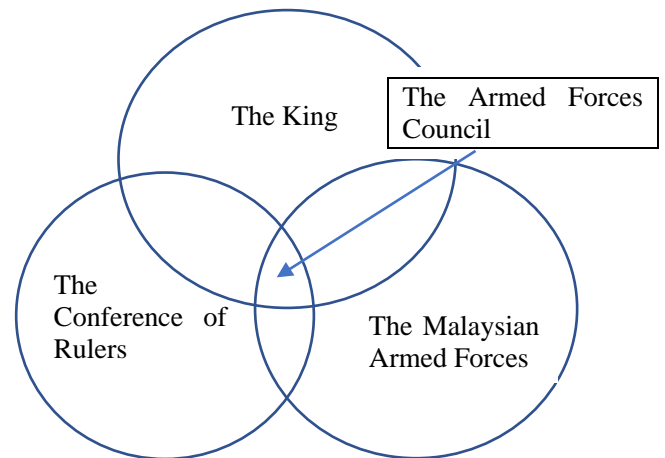 The King
The Armed Forces
Council
The
Conference of
Rulers
The Malaysian
Armed Forces